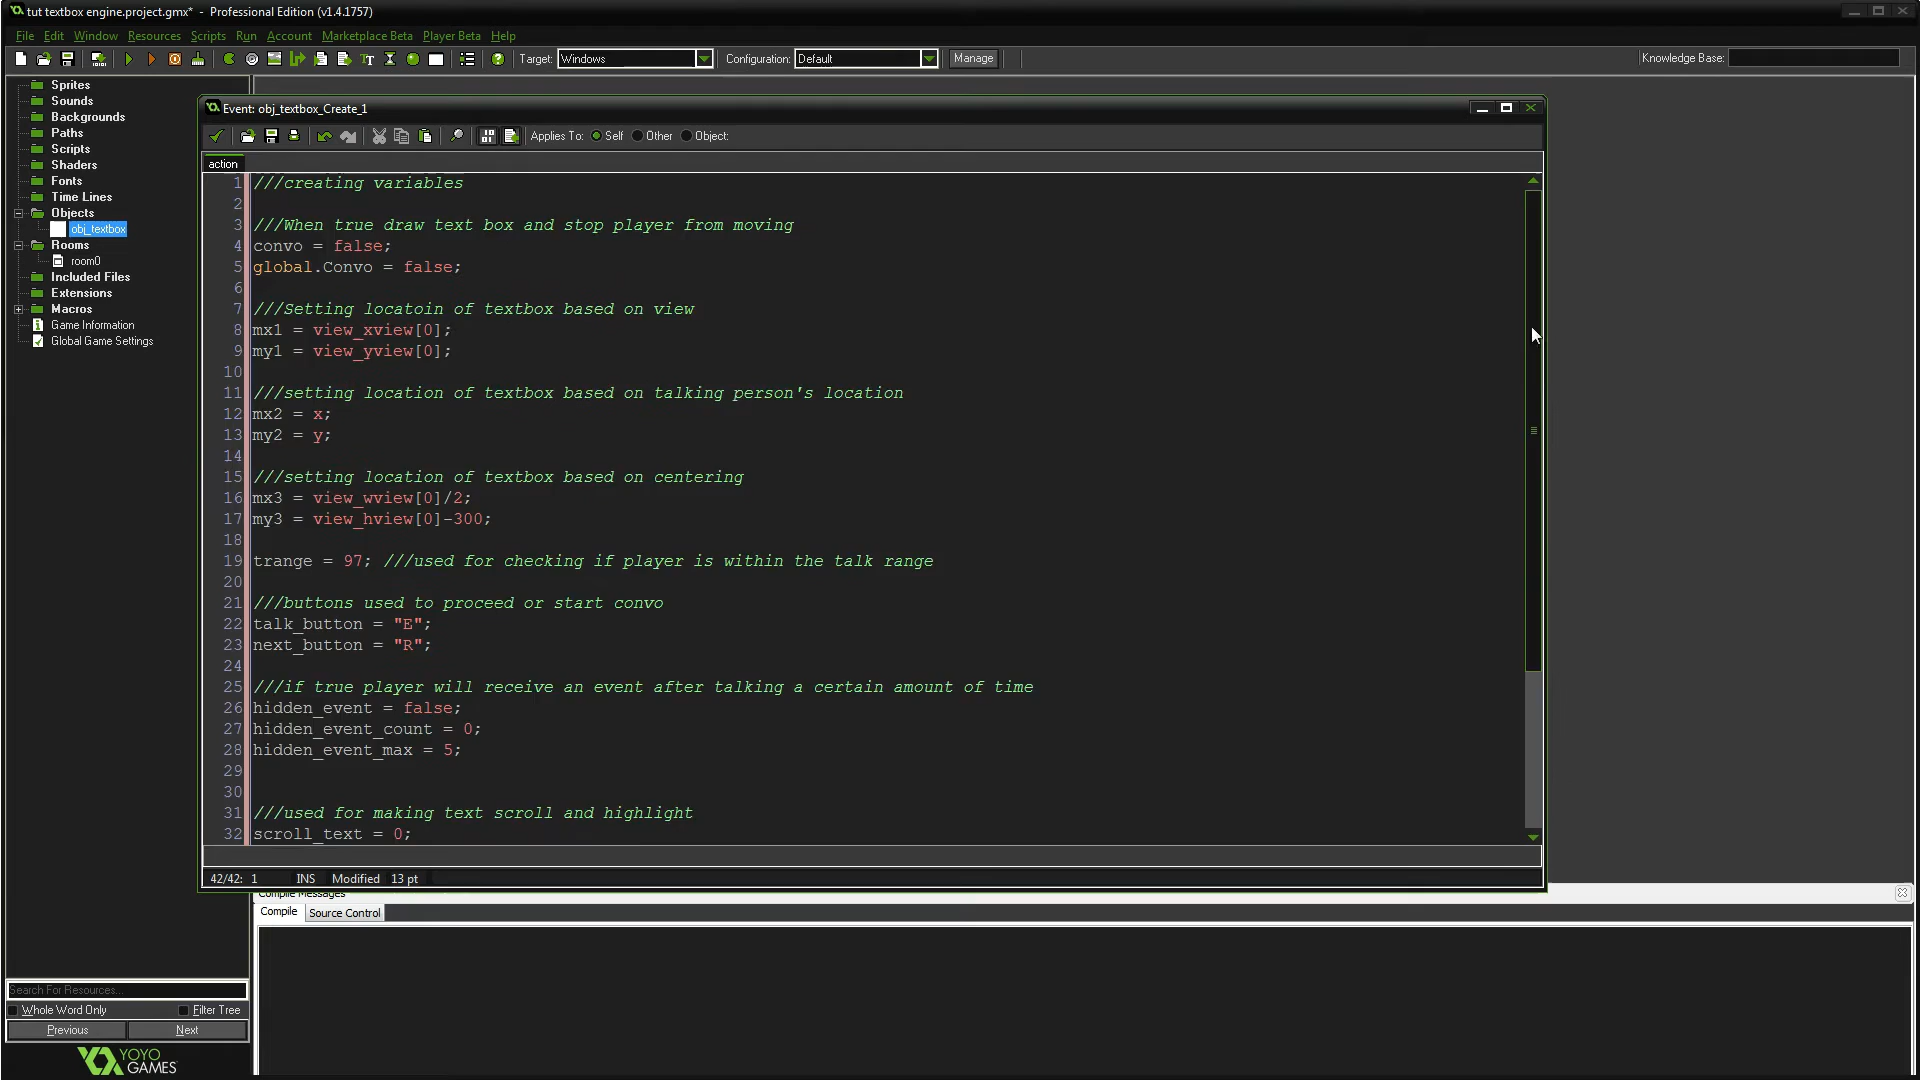 tut textbox engine.project.gmx* - Professional Edition (v1.4.1757)
File Edit Window Resources Scripts Run Account Marketplace Beta Player Beta Help
Target: Windows Configuration: Default Manage Knowledge Base:
Sprites
Sounds
Backgrounds
Paths
Scripts
Shaders
Fonts
Time Lines
Objects
obj_textbox
Rooms
room0
Included Files
Extensions
Macros
Game Information
Global Game Settings
Event: obj_textbox_Create_1
Applies To: Self Other Object:
action
1 ///creating variables
2
3 ///When true draw text box and stop player from moving
4 convo = false;
5 global.Convo = false;
6
7 ///Setting locatoin of textbox based on view
8 mx1 = view_xview[0];
9 my1 = view_yview[0];
10
11 ///setting location of textbox based on talking person's location
12 mx2 = x;
13 my2 = y;
14
15 ///setting location of textbox based on centering
16 mx3 = view_wview[0]/2;
17 my3 = view_hview[0]-300;
18
19 trange = 97; ///used for checking if player is within the talk range
20
21 ///buttons used to proceed or start convo
22 talk_button = "E";
23 next_button = "R";
24
25 ///if true player will receive an event after talking a certain amount of time
26 hidden_event = false;
27 hidden_event_count = 0;
28 hidden_event_max = 5;
29
30
31 ///used for making text scroll and highlight
32 scroll_text = 0;
42/42: 1 INS Modified 13 pt
Compile Messages
Compile Source Control
Search For Resources...
Whole Word Only Filter Tree
Previous Next
YOYO
GAMES